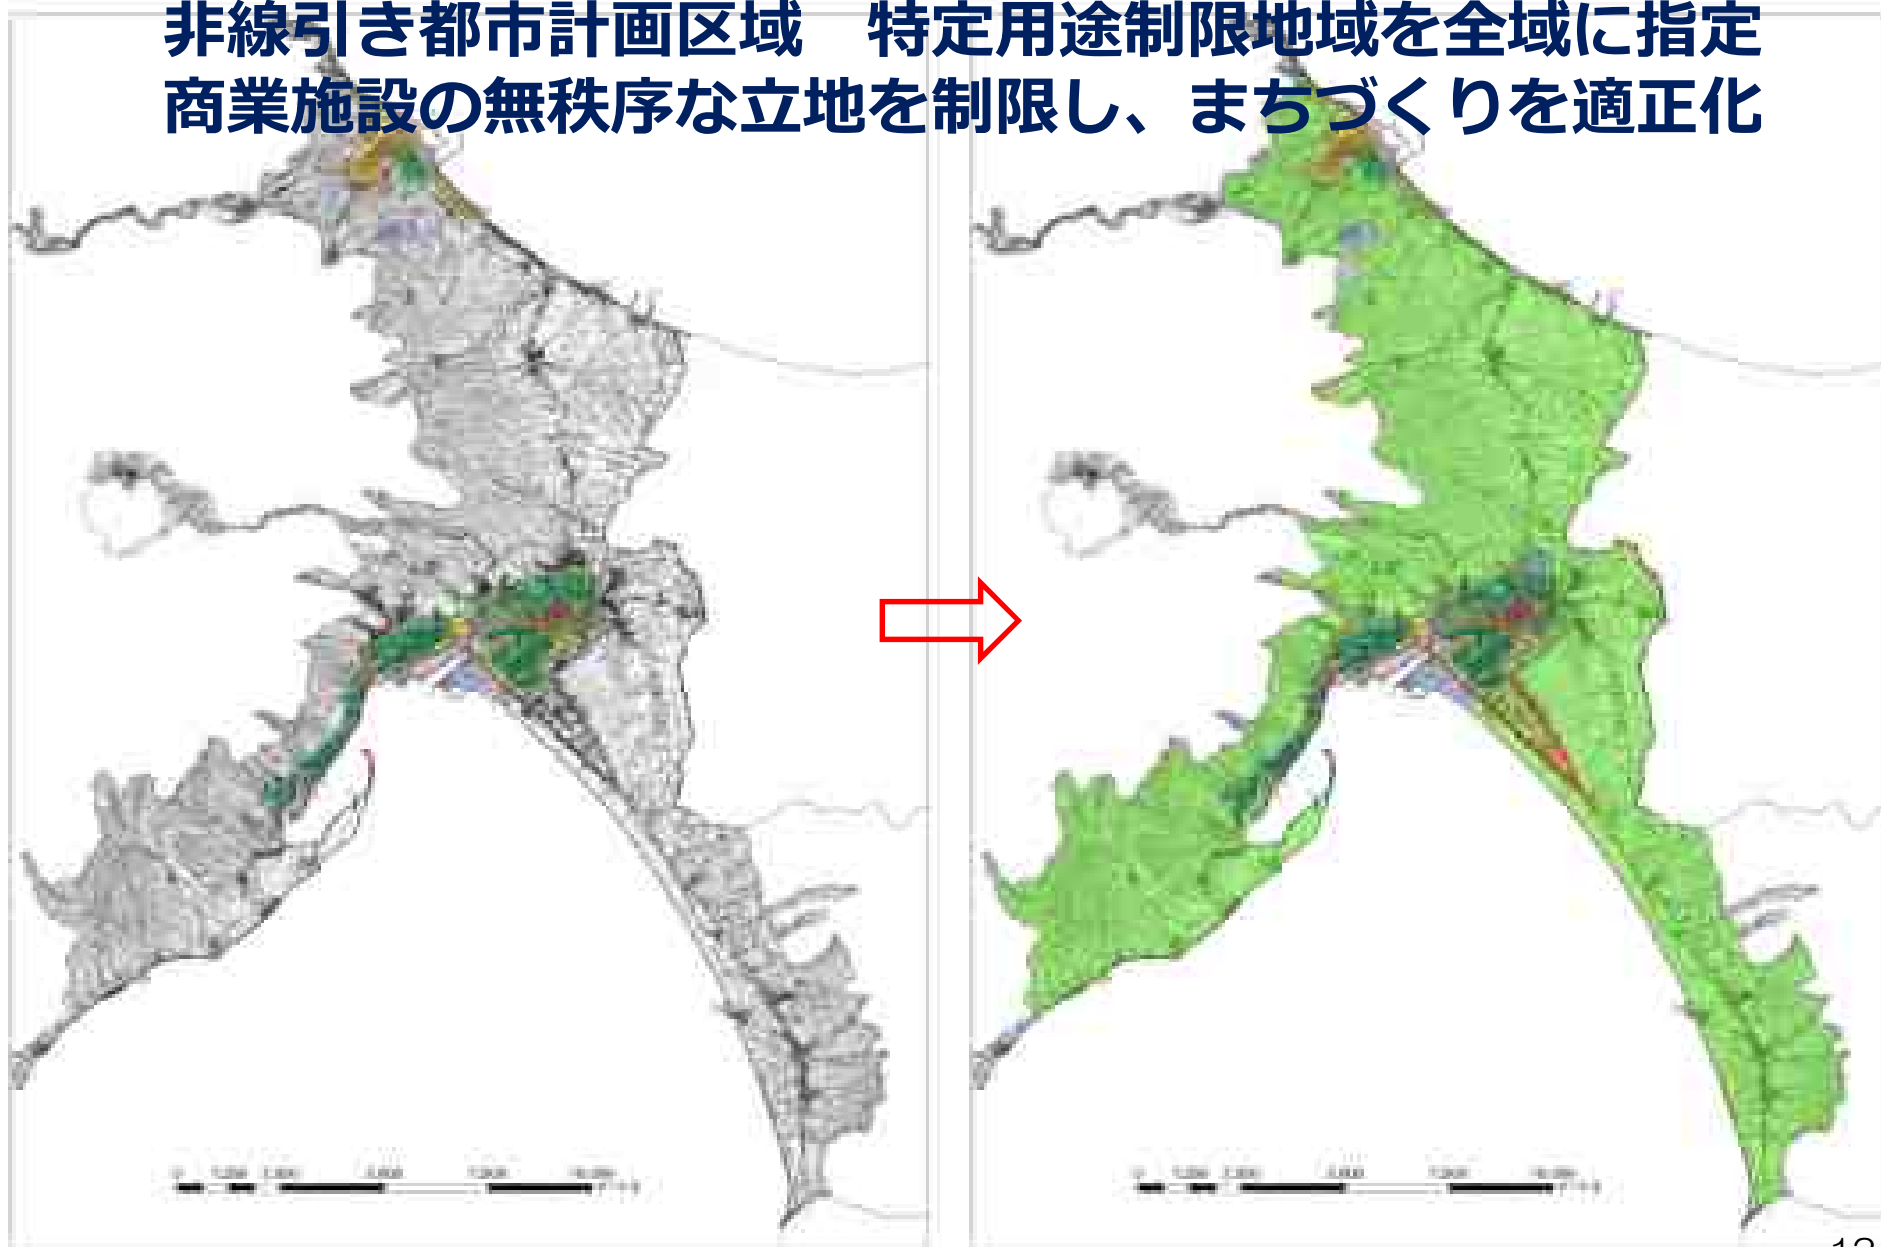 非線引き都市計画区域　特定用途制限地域を全域に指定
商業施設の無秩序な立地を制限し、まちづくりを適正化